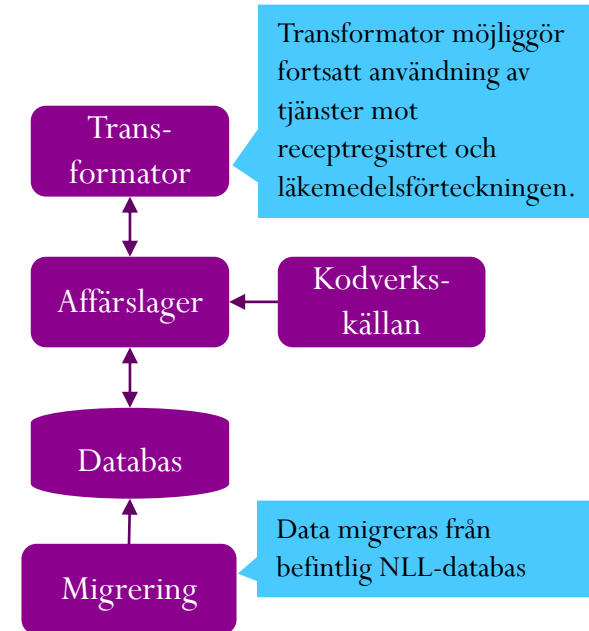 Transformator möjliggör
fortsatt användning av
tjänster mot
receptregistret och
läkemedelsförteckningen.
Trans-
formator
Affärslager
Kodverks-
källan
Databas
Data migreras från
befintlig NLL-databas
Migrering